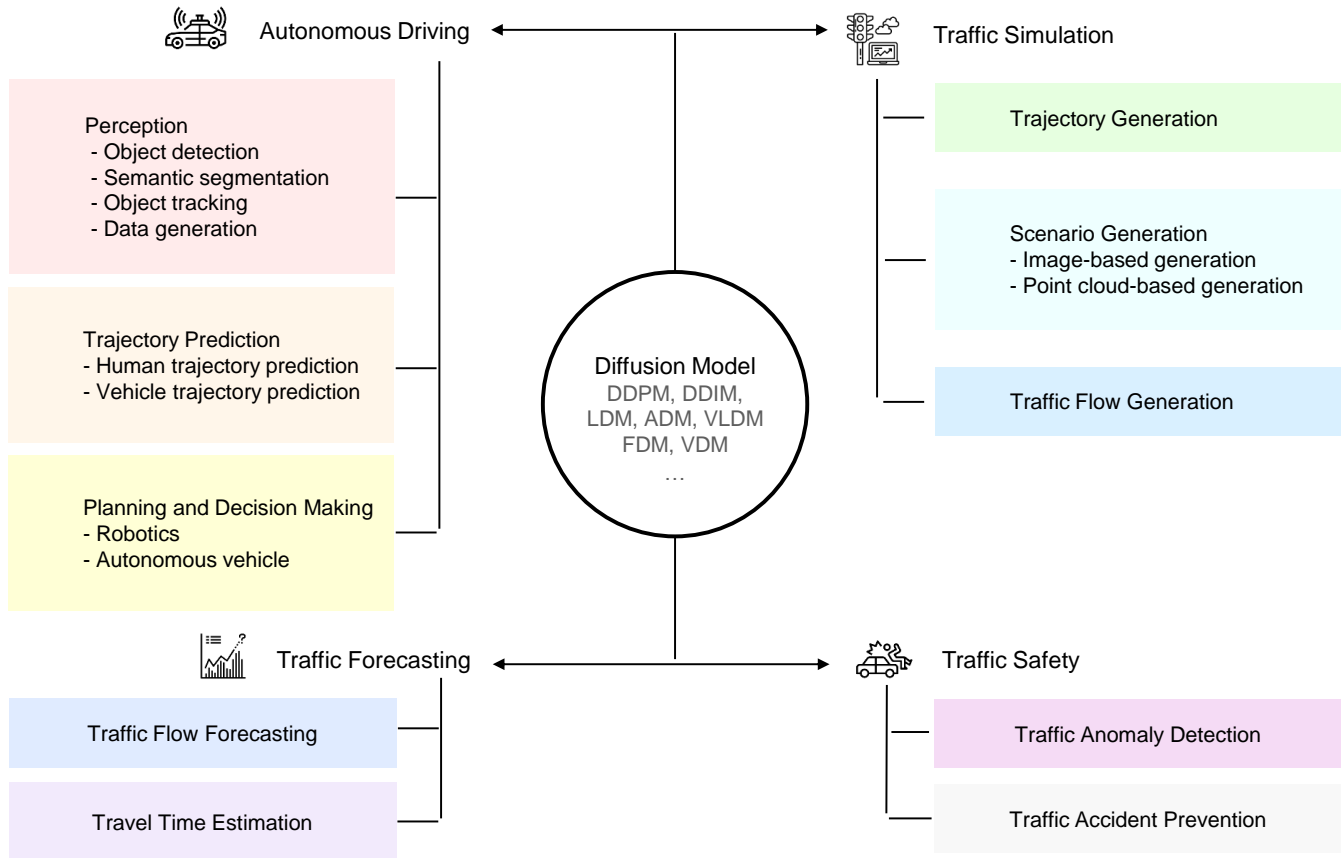 Autonomous Driving
Perception
- Object detection
- Semantic segmentation
- Object tracking
- Data generation
Trajectory Prediction
- Human trajectory prediction
- Vehicle trajectory prediction
Planning and Decision Making
- Robotics
- Autonomous vehicle
Traffic Simulation
Trajectory Generation
Scenario Generation
- Image-based generation
- Point cloud-based generation
Traffic Flow Generation
Diffusion Model
DDPM, DDIM,
LDM, ADM, VLDM
FDM, VDM
...
?
Traffic Forecasting
Traffic Flow Forecasting
Travel Time Estimation
Traffic Safety
Traffic Anomaly Detection
Traffic Accident Prevention